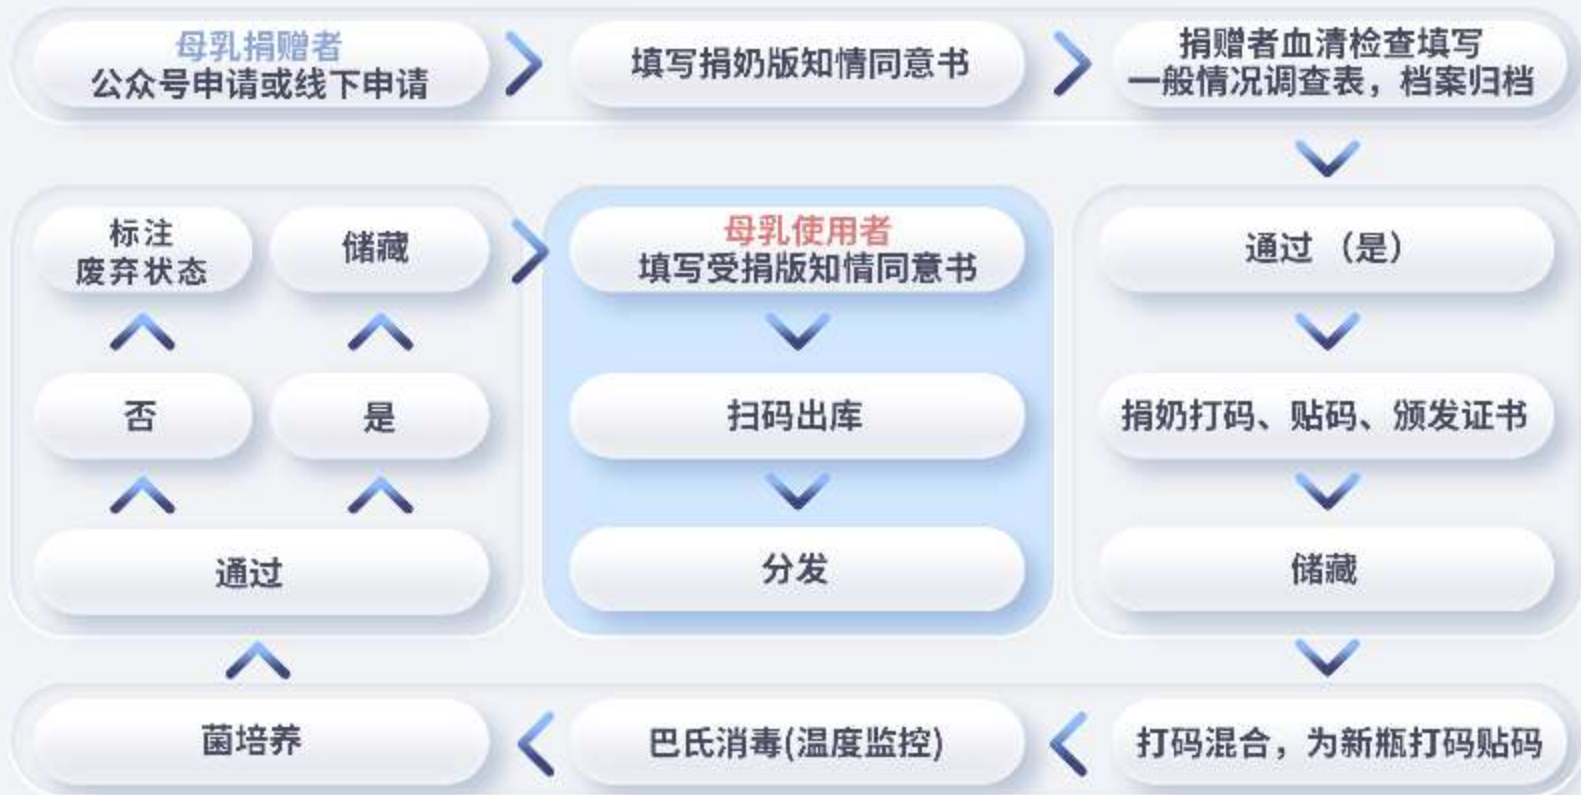 母乳捐赠者
公众号申请或线下申请
填写捐奶版知情同意书
捐赠者血清检查填写
一般情况调查表，档案归档
标注
废弃状态
储藏
母乳使用者
填写受捐版知情同意书
通过（是）
否
是
扫码出库
捐奶打码、贴码、颁发证书
通过
分发
储藏
菌培养
巴氏消毒(温度监控)
打码混合，为新瓶打码贴码